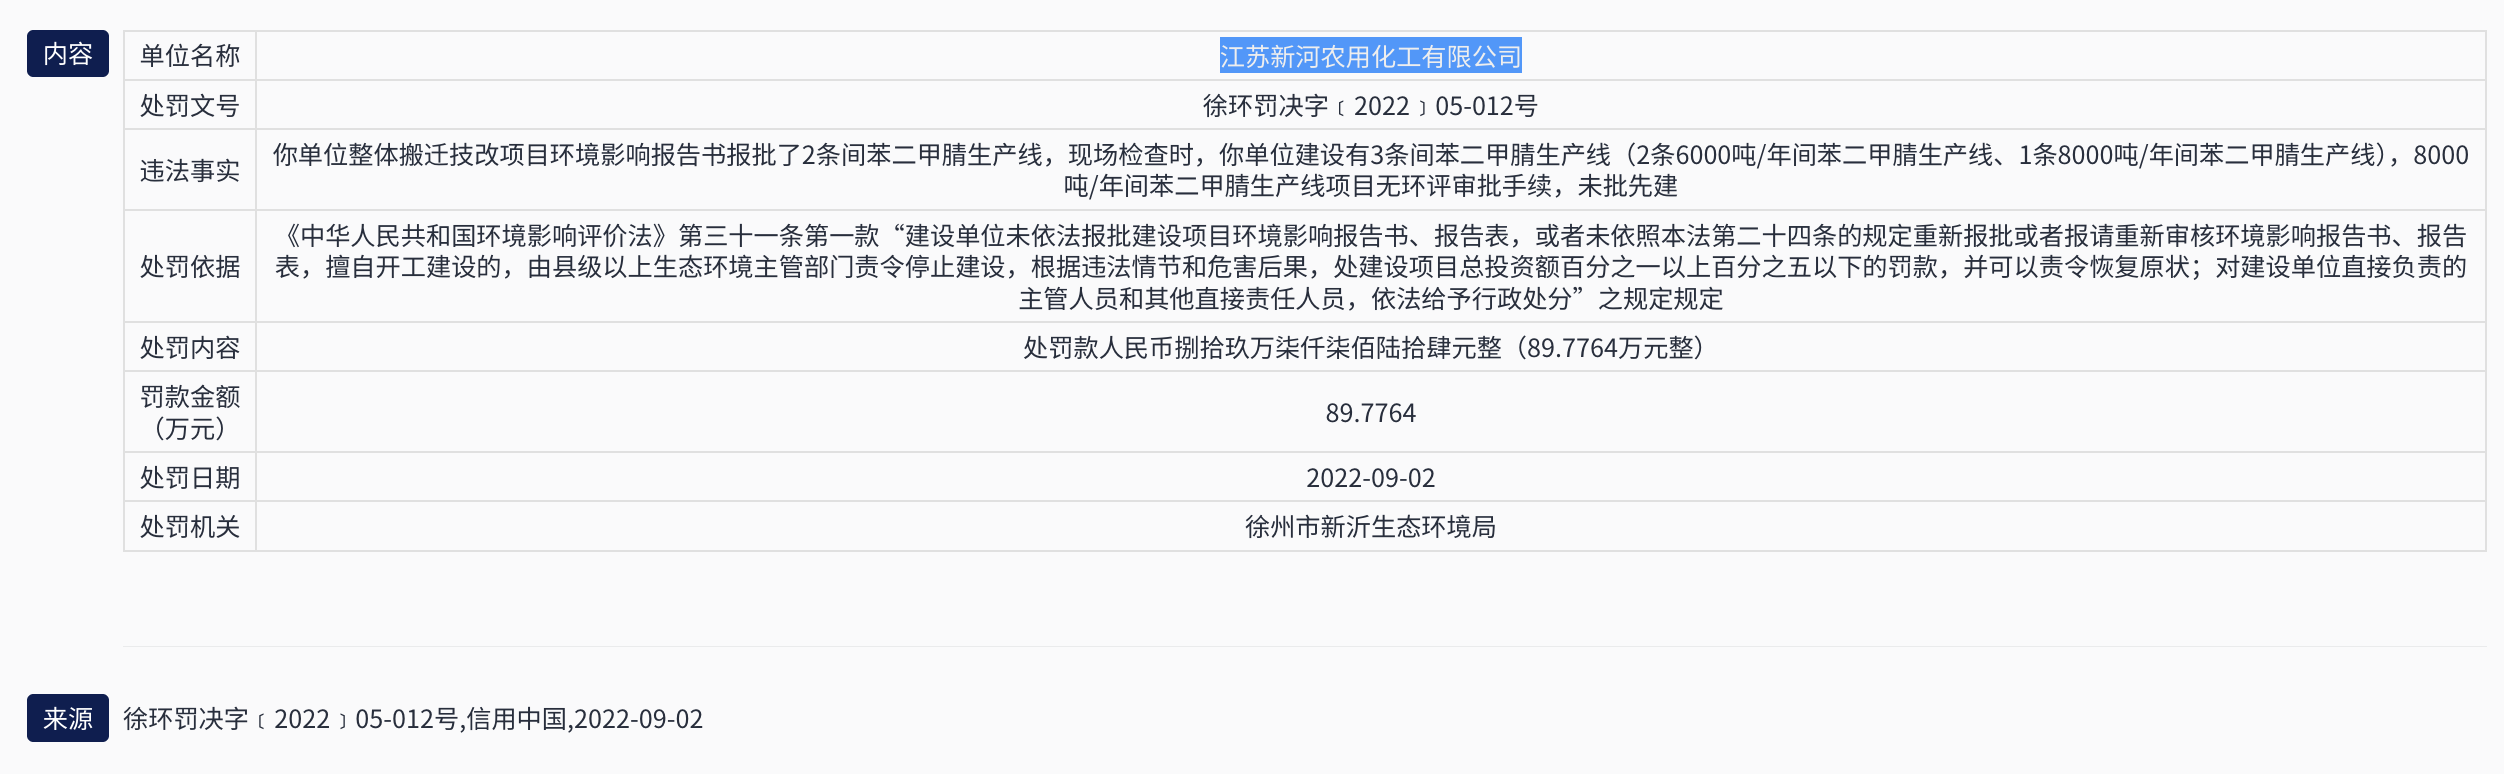 内容
单位名称
江苏新河农用化工有限公司
处罚文号
徐环罚决字﹝2022﹞05-012号
违法事实
你单位整体搬迁技改项目环境影响报告书报批了2条间苯二甲腈生产线，现场检查时，你单位建设有3条间苯二甲腈生产线（2条6000吨/年间苯二甲腈生产线、1条8000吨/年间苯二甲腈生产线），8000
吨/年间苯二甲腈生产线项目无环评审批手续，未批先建
处罚依据
《中华人民共和国环境影响评价法》第三十一条第一款“建设单位未依法报批建设项目环境影响报告书、报告表，或者未依照本法第二十四条的规定重新报批或者报请重新审核环境影响报告书、报告
表，擅自开工建设的，由县级以上生态环境主管部门责令停止建设，根据违法情节和危害后果，处建设项目总投资额百分之一以上百分之五以下的罚款，并可以责令恢复原状；对建设单位直接负责的
主管人员和其他直接责任人员，依法给予行政处分”之规定规定
处罚内容
处罚款人民币捌拾玖万柒仟柒佰陆拾肆元整（89.7764万元整）
罚款金额
（万元）
89.7764
处罚日期
2022-09-02
处罚机关
徐州市新沂生态环境局
来源
徐环罚决字﹝2022﹞05-012号,信用中国,2022-09-02